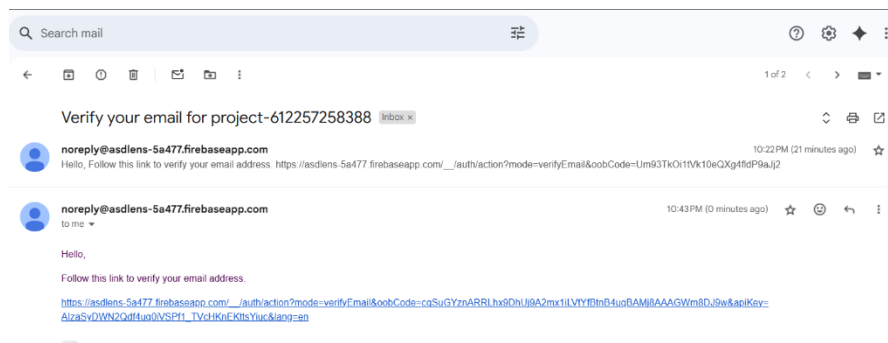 Search mail
1 of 2
Verify your email for project-612257258388 Inbox ×
noreply@asdlens-5a477.firebaseapp.com 10:22 PM (21 minutes ago)
Hello, Follow this link to verify your email address. https://asdlens-5a477.firebaseapp.com/__/auth/action?mode=verifyEmail&oobCode=Um93TkOi1tVk10eQXg4fldP9aJj2
noreply@asdlens-5a477.firebaseapp.com 10:43 PM (0 minutes ago)
to me
Hello,
Follow this link to verify your email address.
https://asdlens-5a477.firebaseapp.com/__/auth/action?mode=verifyEmail&oobCode=cqSuGYznARRLhx9DhUj9A2mx1iLVtYfBtnB4uqBAMj8AAAGWm8DJ9w&apiKey=
AIzaSyDWN2Qdf4uq0iVSPf1_TVcHKnEKttsYiuc&lang=en